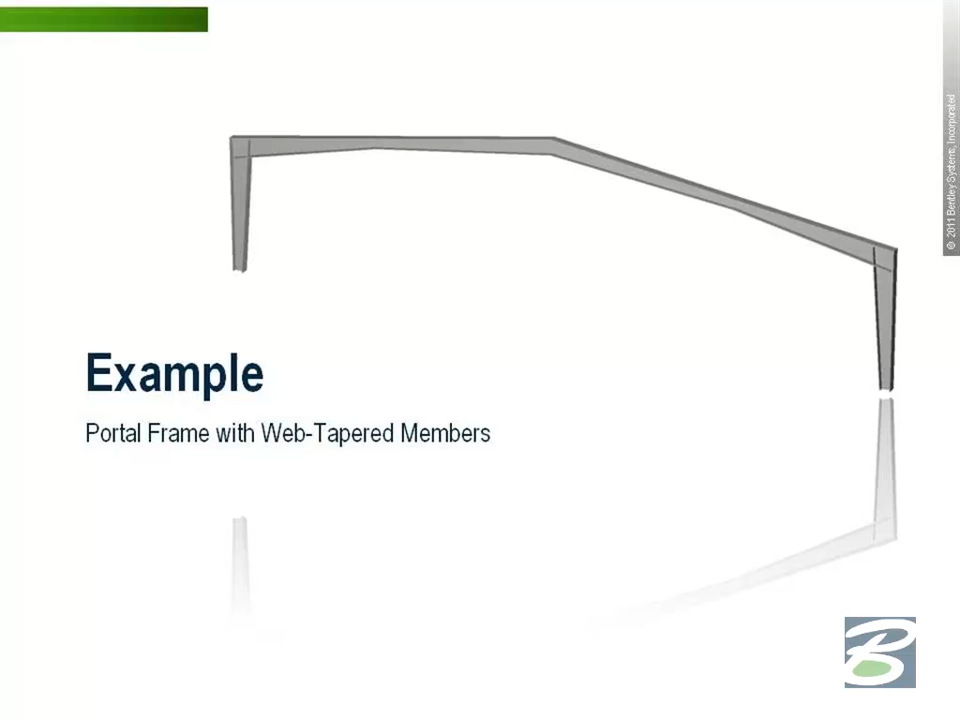 © 2011 Bentley Systems, Incorporated
Example
Portal Frame with Web-Tapered Members